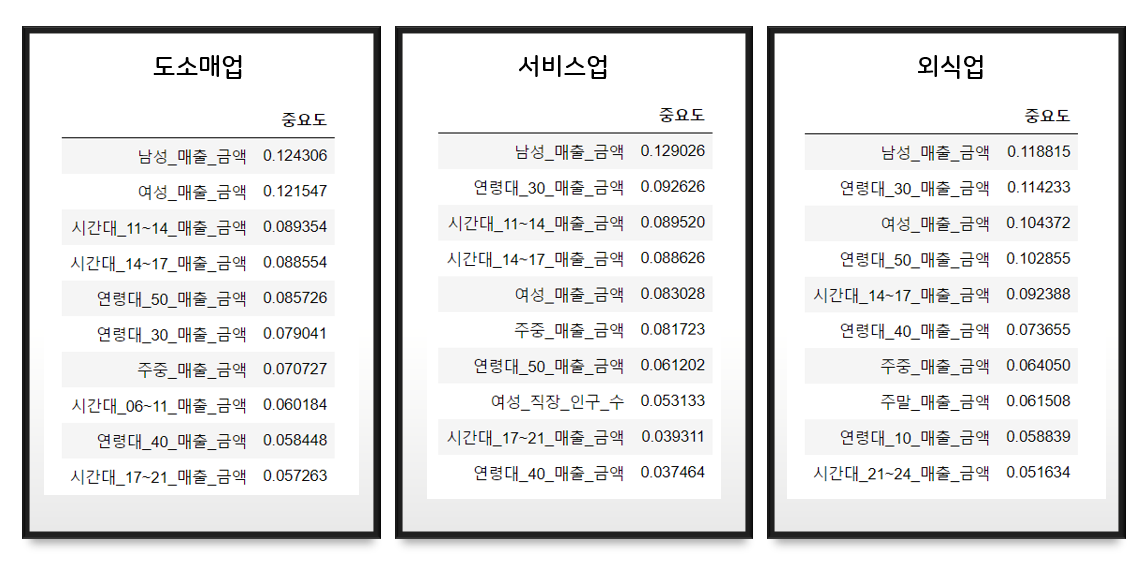 도소매업
중요도
남성_매출_금액 0.124306
여성_매출_금액 0.121547
시간대_11~14_매출_금액 0.089354
시간대_14~17_매출_금액 0.088554
연령대_50_매출_금액 0.085726
연령대_30_매출_금액 0.079041
주중_매출_금액 0.070727
시간대_06~11_매출_금액 0.060184
연령대_40_매출_금액 0.058448
시간대_17~21_매출_금액 0.057263
서비스업
중요도
남성_매출_금액 0.129026
연령대_30_매출_금액 0.092626
시간대_11~14_매출_금액 0.089520
시간대_14~17_매출_금액 0.088626
여성_매출_금액 0.083028
주중_매출_금액 0.081723
연령대_50_매출_금액 0.061202
여성_직장_인구_수 0.053133
시간대_17~21_매출_금액 0.039311
연령대_40_매출_금액 0.037464
외식업
중요도
남성_매출_금액 0.118815
연령대_30_매출_금액 0.114233
여성_매출_금액 0.104372
연령대_50_매출_금액 0.102855
시간대_14~17_매출_금액 0.092388
연령대_40_매출_금액 0.073655
주중_매출_금액 0.064050
주말_매출_금액 0.061508
연령대_10_매출_금액 0.058839
시간대_21~24_매출_금액 0.051634